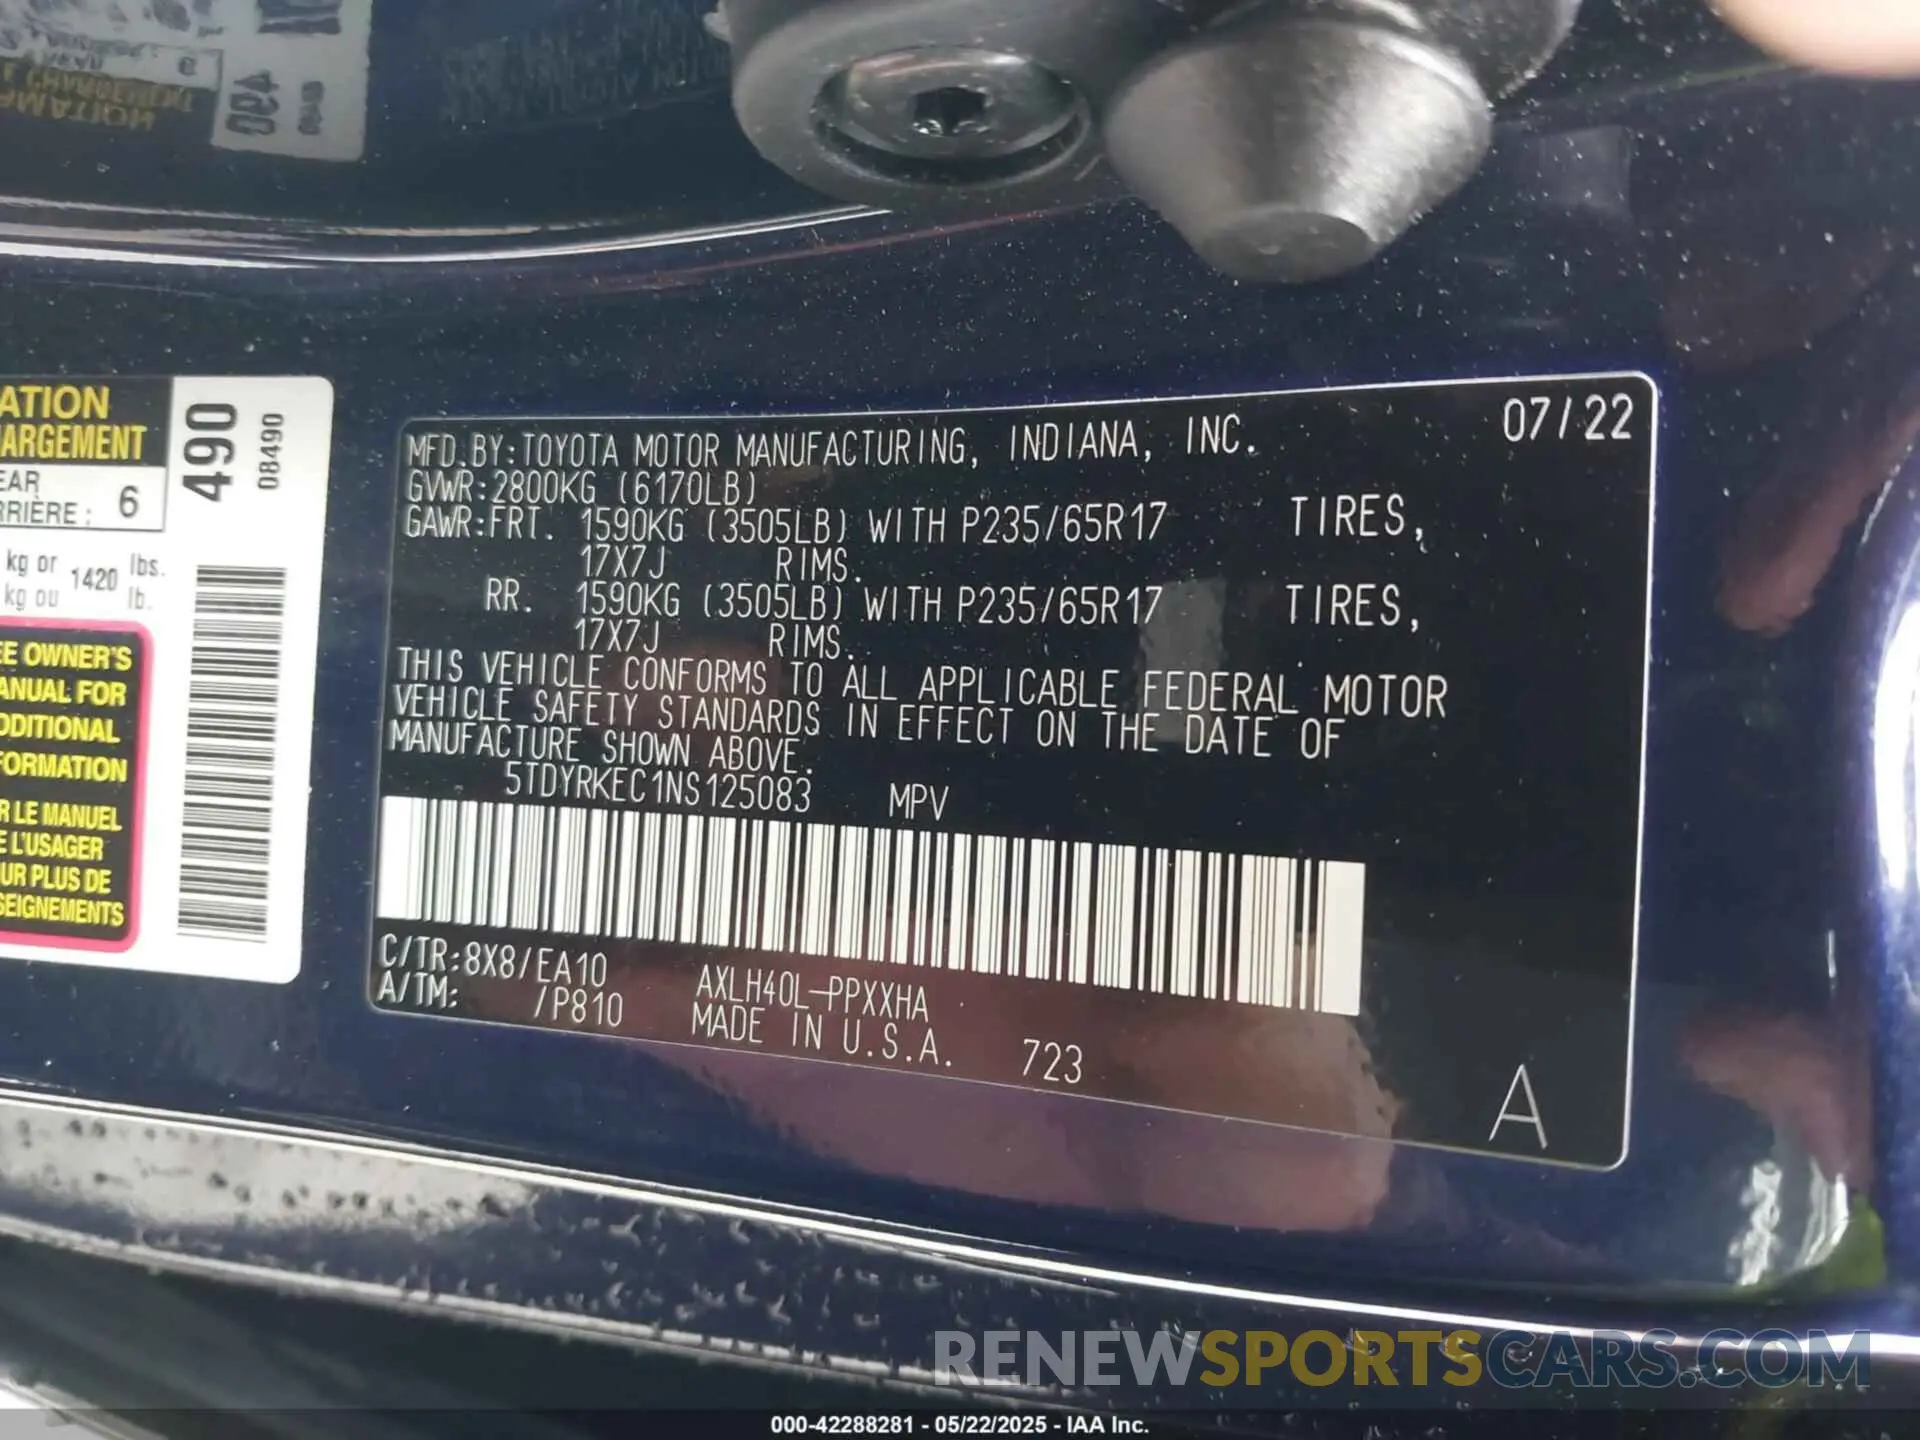 ATION
ARGEMENT
EAR
RRIÈRE : 6
kg or 1420 lbs.
kg ou lb.
EE OWNER'S
ANUAL FOR
DDITIONAL
FORMATION
R LE MANUEL
E L'USAGER
UR PLUS DE
SEIGNEMENTS
490
08490
07/22
MFD.BY:TOYOTA MOTOR MANUFACTURING, INDIANA, INC.
GVWR:2800KG (6170LB)
GAWR:FRT. 1590KG (3505LB) WITH P235/65R17 TIRES,
17X7J RIMS.
RR. 1590KG (3505LB) WITH P235/65R17 TIRES,
17X7J RIMS.
THIS VEHICLE CONFORMS TO ALL APPLICABLE FEDERAL MOTOR
VEHICLE SAFETY STANDARDS IN EFFECT ON THE DATE OF
MANUFACTURE SHOWN ABOVE.
5TDYRKEC1NS125083 MPV
C/TR:8X8/EA10 AXLH40L-PPXXHA
A/TM: /P810 MADE IN U.S.A. 723
A
RENEWSPORTSCARS.COM
000-42288281 - 05/22/2025 - IAA Inc.